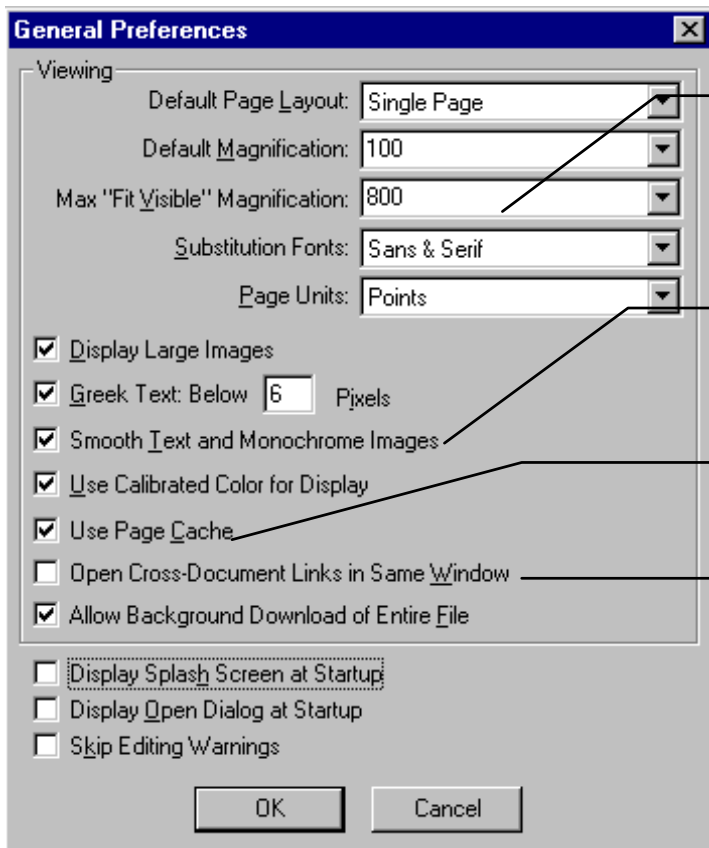 General Preferences
Viewing
Default Page Layout: Single Page
Default Magnification: 100
Max "Fit Visible" Magnification: 800
Substitution Fonts: Sans & Serif
Page Units: Points
Display Large Images
Greek Text: Below 6 Pixels
Smooth Text and Monochrome Images
Use Calibrated Color for Display
Use Page Cache
Open Cross-Document Links in Same Window
Allow Background Download of Entire File
Display Splash Screen at Startup
Display Open Dialog at Startup
Skip Editing Warnings
OK Cancel